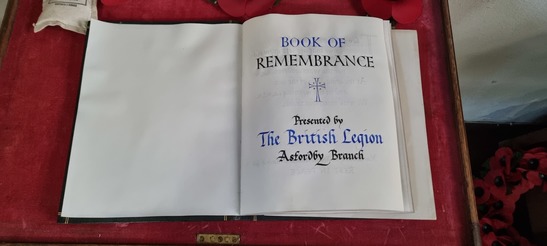 BOOK OF
REMEMBRANCE
Presented by
The British Legion
Asfordby Branch